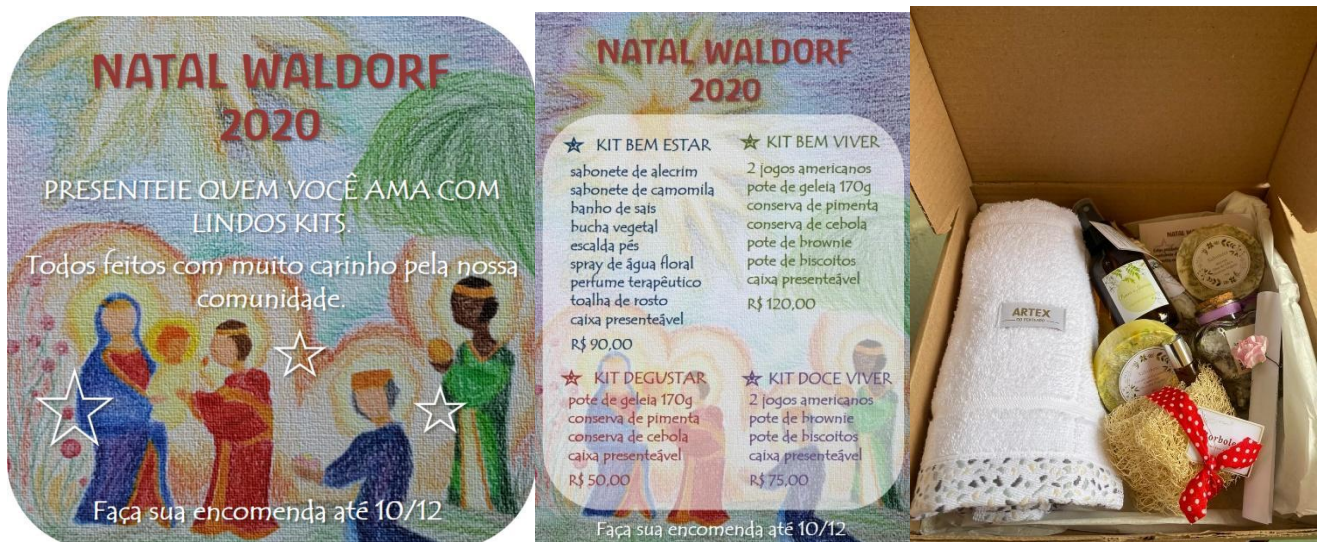 NATAL WALDORF
2020
PRESENTEIE QUEM VOCÊ AMA COM
LINDOS KITS.
Todos feitos com muito carinho pela nossa
comunidade.
Faça sua encomenda até 10/12
NATAL WALDORF
2020
KIT BEM ESTAR
sabonete de alecrim
sabonete de camomila
banho de sais
bucha vegetal
escalda pés
spray de água floral
perfume terapêutico
toalha de rosto
caixa presenteável
R$ 90,00
KIT BEM VIVER
2 jogos americanos
pote de geleia 170g
conserva de pimenta
conserva de cebola
pote de brownie
pote de biscoitos
caixa presenteável
R$ 120,00
KIT DEGUSTAR
pote de geleia 170g
conserva de pimenta
conserva de cebola
caixa presenteável
R$ 50,00
KIT DOCE VIVER
2 jogos americanos
pote de brownie
pote de biscoitos
caixa presenteável
R$ 75,00
Faça sua encomenda até 10/12
ARTEX